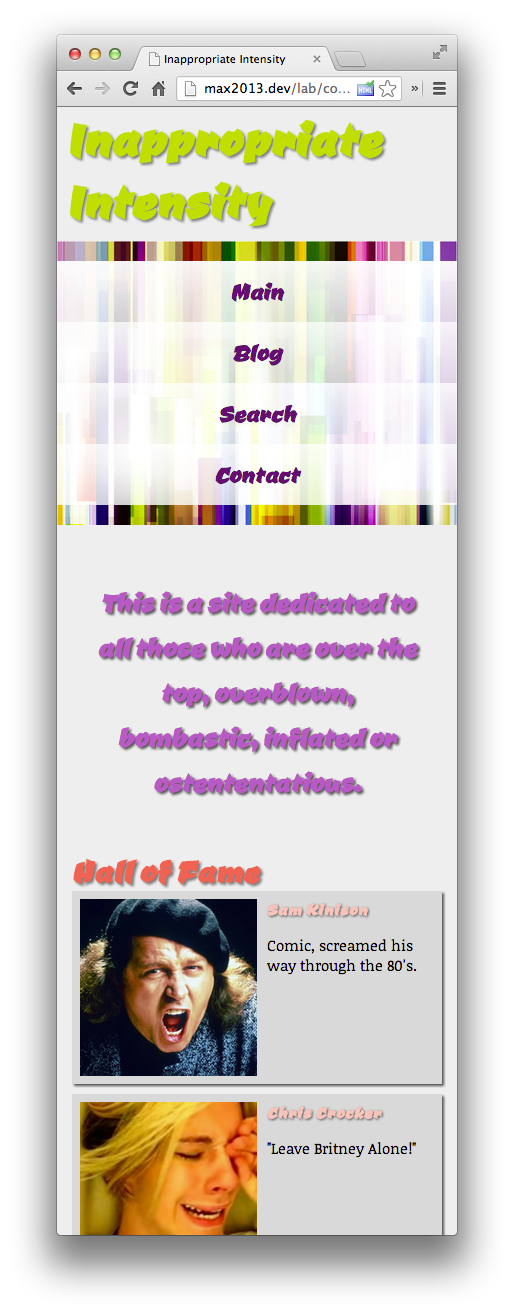 Inappropriate Intensity
max2013.dev/lab/co...
HTML
»
Inappropriate
Intensity
Main
Blog
Search
Contact
This is a site dedicated to
all those who are over the
top, overblown,
bombastic, inflated or
ostententatious.
Hall of Fame
Sam Kinison
Comic, screamed his
way through the 80's.
Chris Crocker
"Leave Britney Alone!"